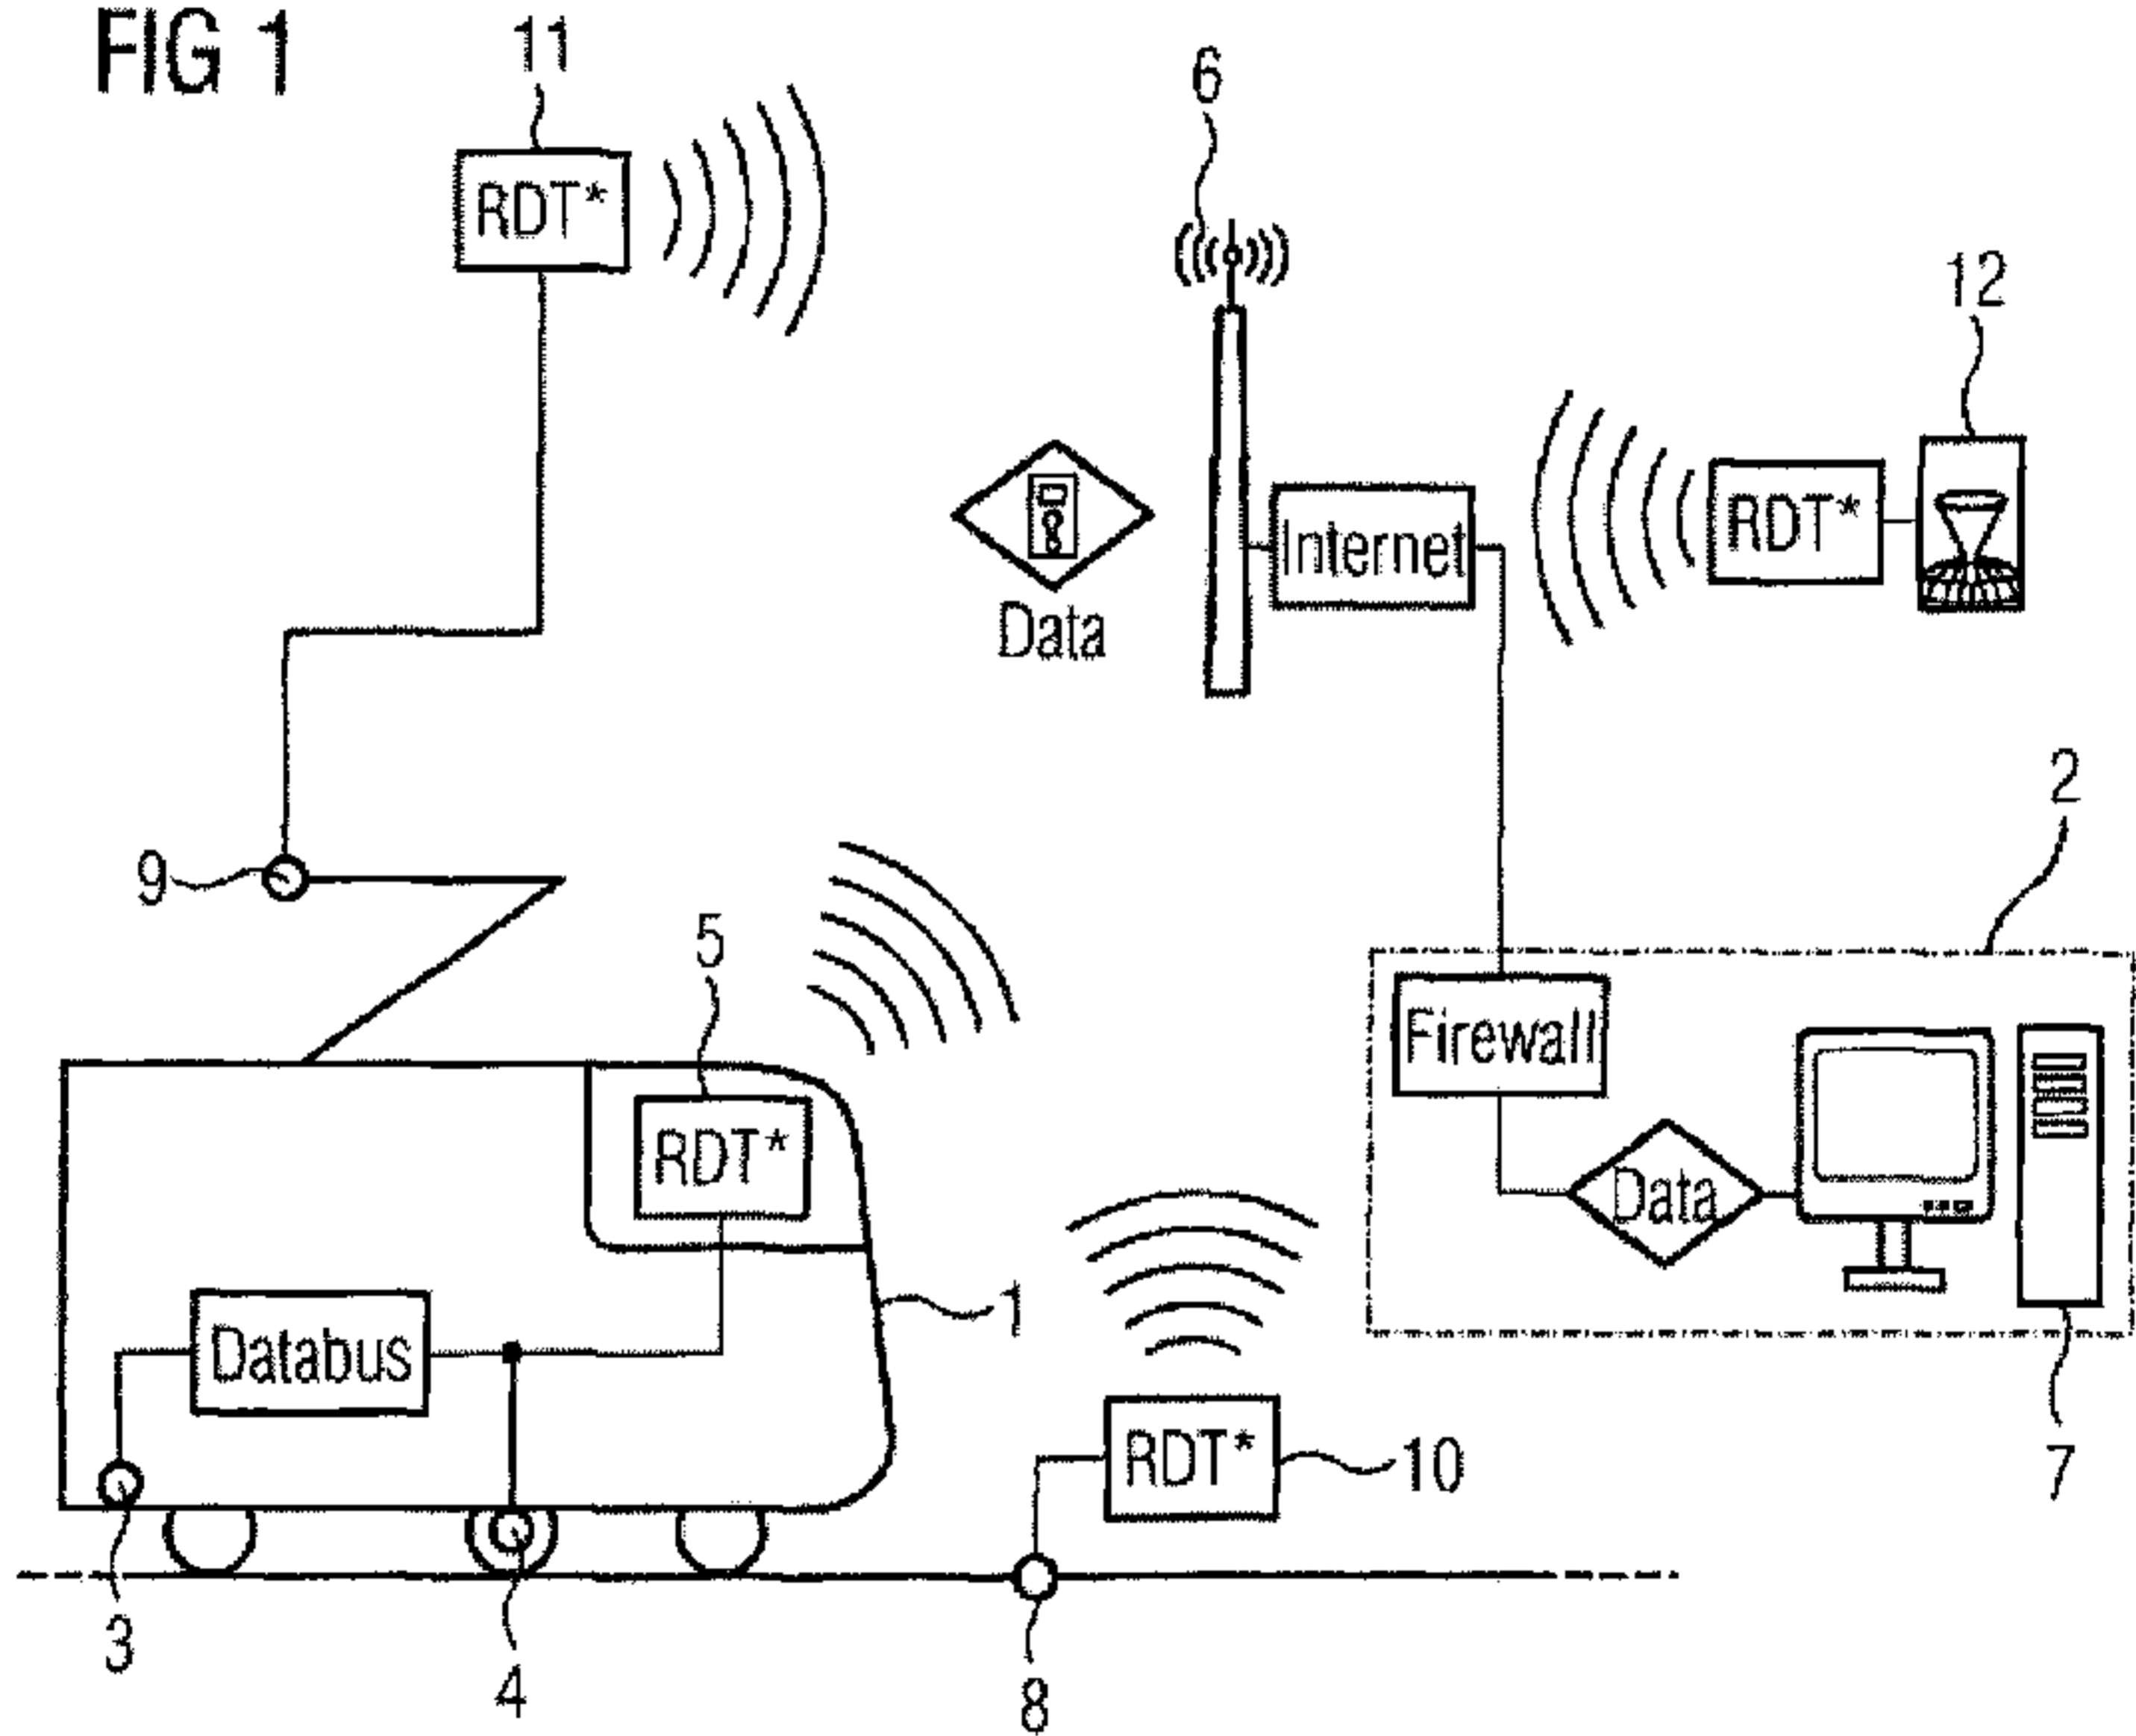 FIG 1
11
6
RDT*
12
RDT*
Internet
Data
2
9
5
Firewall
RDT*
Data
1
Databus
RDT*
10
7
3
4
8